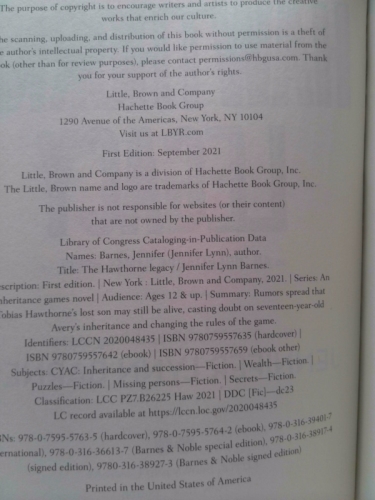 The purpose of copyright is to encourage writers and artists to produce the creative
works that enrich our culture.
he scanning, uploading, and distribution of this book without permission is a theft of
e author's intellectual property. If you would like permission to use material from the
ok (other than for review purposes), please contact permissions@hbgusa.com. Thank
you for your support of the author's rights.
Little, Brown and Company
Hachette Book Group
1290 Avenue of the Americas, New York, NY 10104
Visit us at LBYR.com
First Edition: September 2021
Little, Brown and Company is a division of Hachette Book Group, Inc.
The Little, Brown name and logo are trademarks of Hachette Book Group, Inc.
The publisher is not responsible for websites (or their content)
that are not owned by the publisher.
Library of Congress Cataloging-in-Publication Data
Names: Barnes, Jennifer (Jennifer Lynn), author.
Title: The Hawthorne legacy / Jennifer Lynn Barnes.
scription: First edition. | New York : Little, Brown and Company, 2021. | Series: An
nheritance games novel | Audience: Ages 12 & up. | Summary: Rumors spread that
Tobias Hawthorne's lost son may still be alive, casting doubt on seventeen-year-old
Avery's inheritance and changing the rules of the game.
Identifiers: LCCN 2020048435 | ISBN 9780759557635 (hardcover) |
ISBN 9780759557642 (ebook) | ISBN 9780759557659 (ebook other)
Subjects: CYAC: Inheritance and succession—Fiction. | Wealth—Fiction. |
Puzzles—Fiction. | Missing persons—Fiction. | Secrets—Fiction.
Classification: LCC PZ7.B26225 Haw 2021 | DDC [Fic]—dc23
LC record available at https://lccn.loc.gov/2020048435
BNs: 978-0-7595-5763-5 (hardcover), 978-0-7595-5764-2 (ebook), 978-0-316-39401-7
ernational), 978-0-316-36613-7 (Barnes & Noble special edition), 978-0-316-38917-4
(signed edition), 9780-316-38927-3 (Barnes & Noble signed edition)
Printed in the United States of America